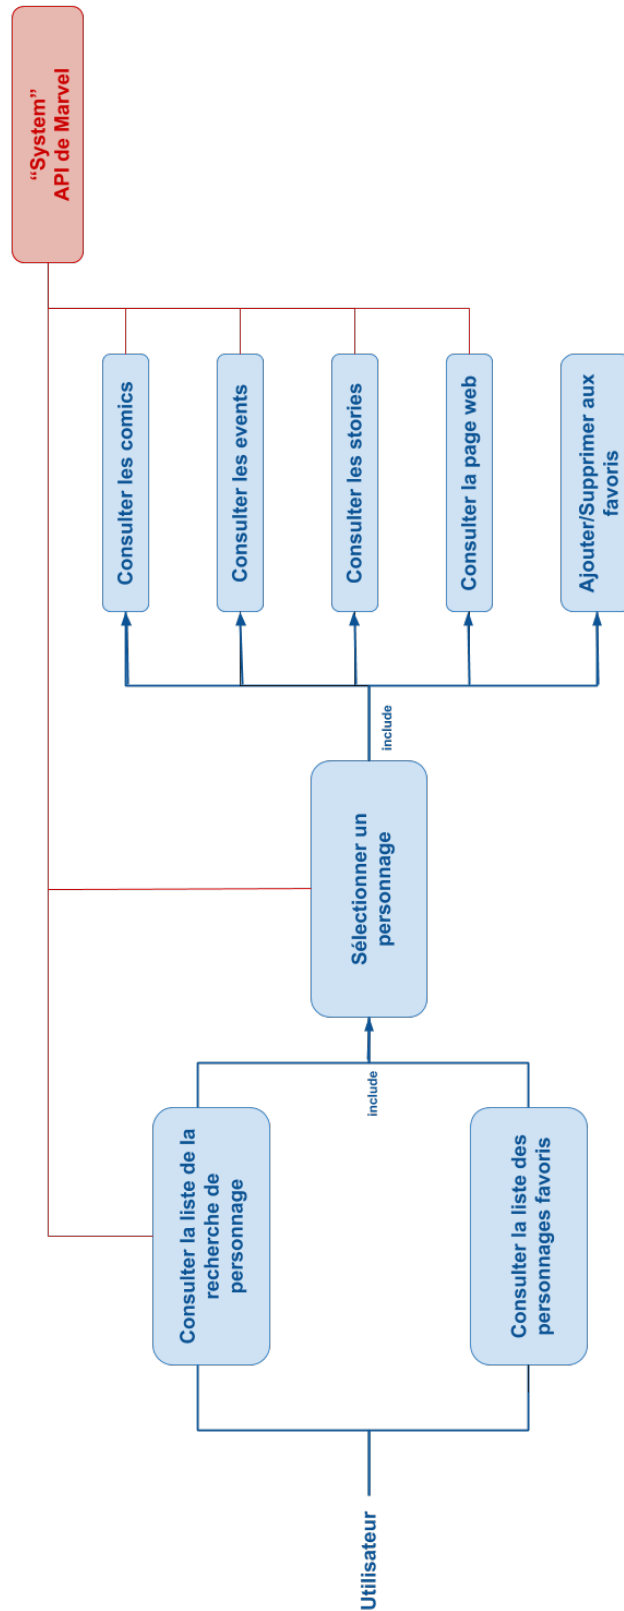 “System”
API de Marvel
Consulter les comics
Consulter les events
Consulter les stories
Consulter la page web
Ajouter/Supprimer aux
favoris
include
Sélectionner un
personnage
include
Consulter la liste de la
recherche de
personnage
Consulter la liste des
personnages favoris
Utilisateur